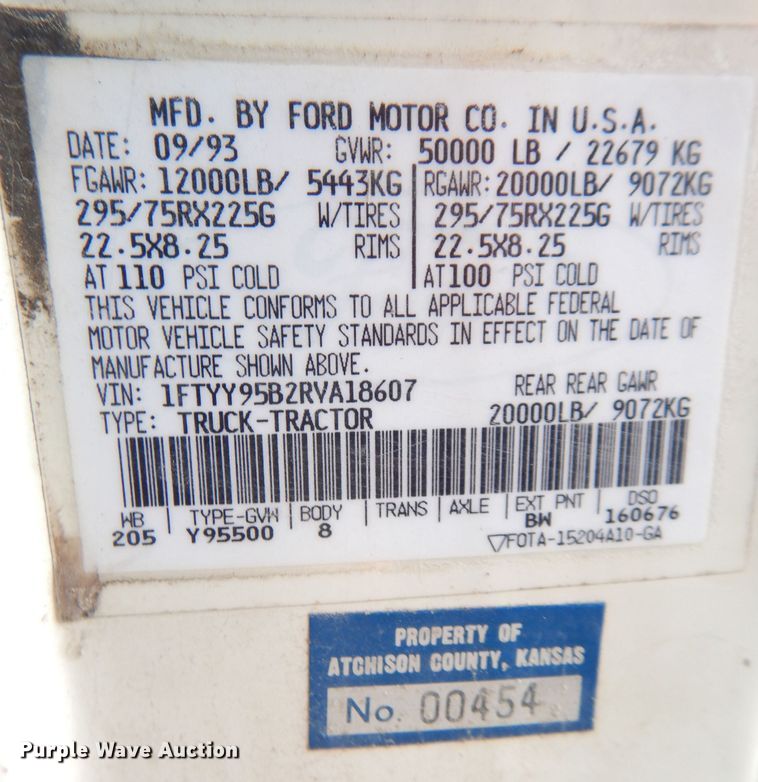 MFD. BY FORD MOTOR CO. IN U.S.A.
DATE: 09/93 GVWR: 50000 LB / 22679 KG
FGAWR: 12000LB/ 5443KG RGAWR: 20000LB/ 9072KG
295/75RX225G W/TIRES 295/75RX225G W/TIRES
22.5X8.25 RIMS 22.5X8.25 RIMS
AT 110 PSI COLD AT 100 PSI COLD
THIS VEHICLE CONFORMS TO ALL APPLICABLE FEDERAL
MOTOR VEHICLE SAFETY STANDARDS IN EFFECT ON THE DATE OF
MANUFACTURE SHOWN ABOVE.
VIN: 1FTYY95B2RVA18607 REAR REAR GAWR
TYPE: TRUCK-TRACTOR 20000LB/ 9072KG
WB TYPE-GVW BODY TRANS AXLE EXT PNT DSO
205 Y95500 8 BW 160676
F0TA-15204A10-GA
PROPERTY OF
ATCHISON COUNTY, KANSAS
No. 00454
Purple Wave Auction